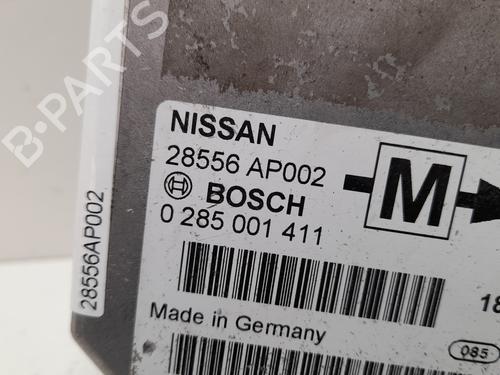 B-PARTS
NISSAN
28556 AP002
BOSCH
0 285 001 411
M
28556AP002
18
Made in Germany
085